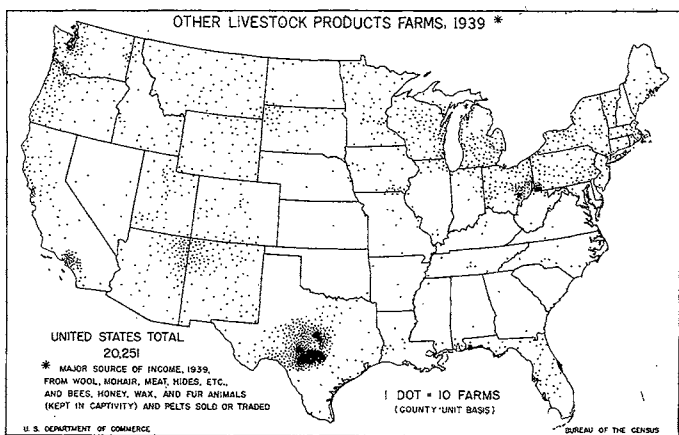 OTHER LIVESTOCK PRODUCTS FARMS, 1939 *
UNITED STATES TOTAL
20,251
* MAJOR SOURCE OF INCOME, 1939,
FROM WOOL, MOHAIR, MEAT, HIDES, ETC.,
AND BEES, HONEY, WAX, AND FUR ANIMALS
(KEPT IN CAPTIVITY) AND PELTS SOLD OR TRADED
1 DOT = 10 FARMS
(COUNTY-UNIT BASIS)
U. S. DEPARTMENT OF COMMERCE
BUREAU OF THE CENSUS